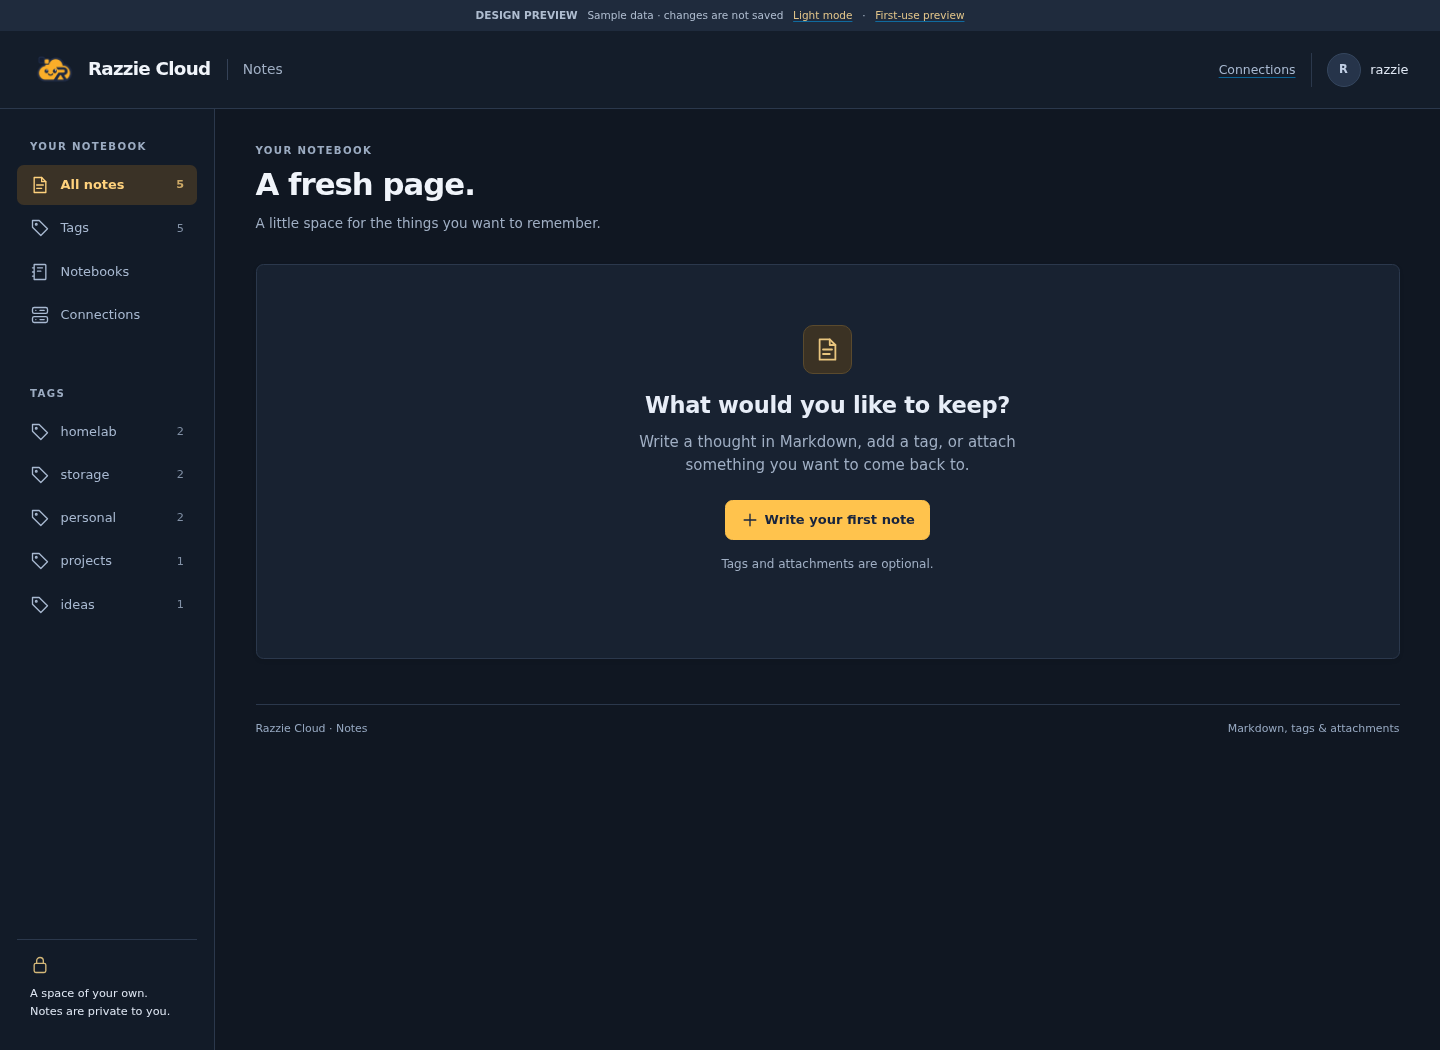 DESIGN PREVIEW Sample data · changes are not saved Light mode · First-use preview
Razzie Cloud Notes
Connections R razzie
YOUR NOTEBOOK
All notes 5
Tags 5
Notebooks
Connections
TAGS
homelab 2
storage 2
personal 2
projects 1
ideas 1
A space of your own.
Notes are private to you.
YOUR NOTEBOOK
A fresh page.
A little space for the things you want to remember.
What would you like to keep?
Write a thought in Markdown, add a tag, or attach
something you want to come back to.
Write your first note
Tags and attachments are optional.
Razzie Cloud · Notes
Markdown, tags & attachments